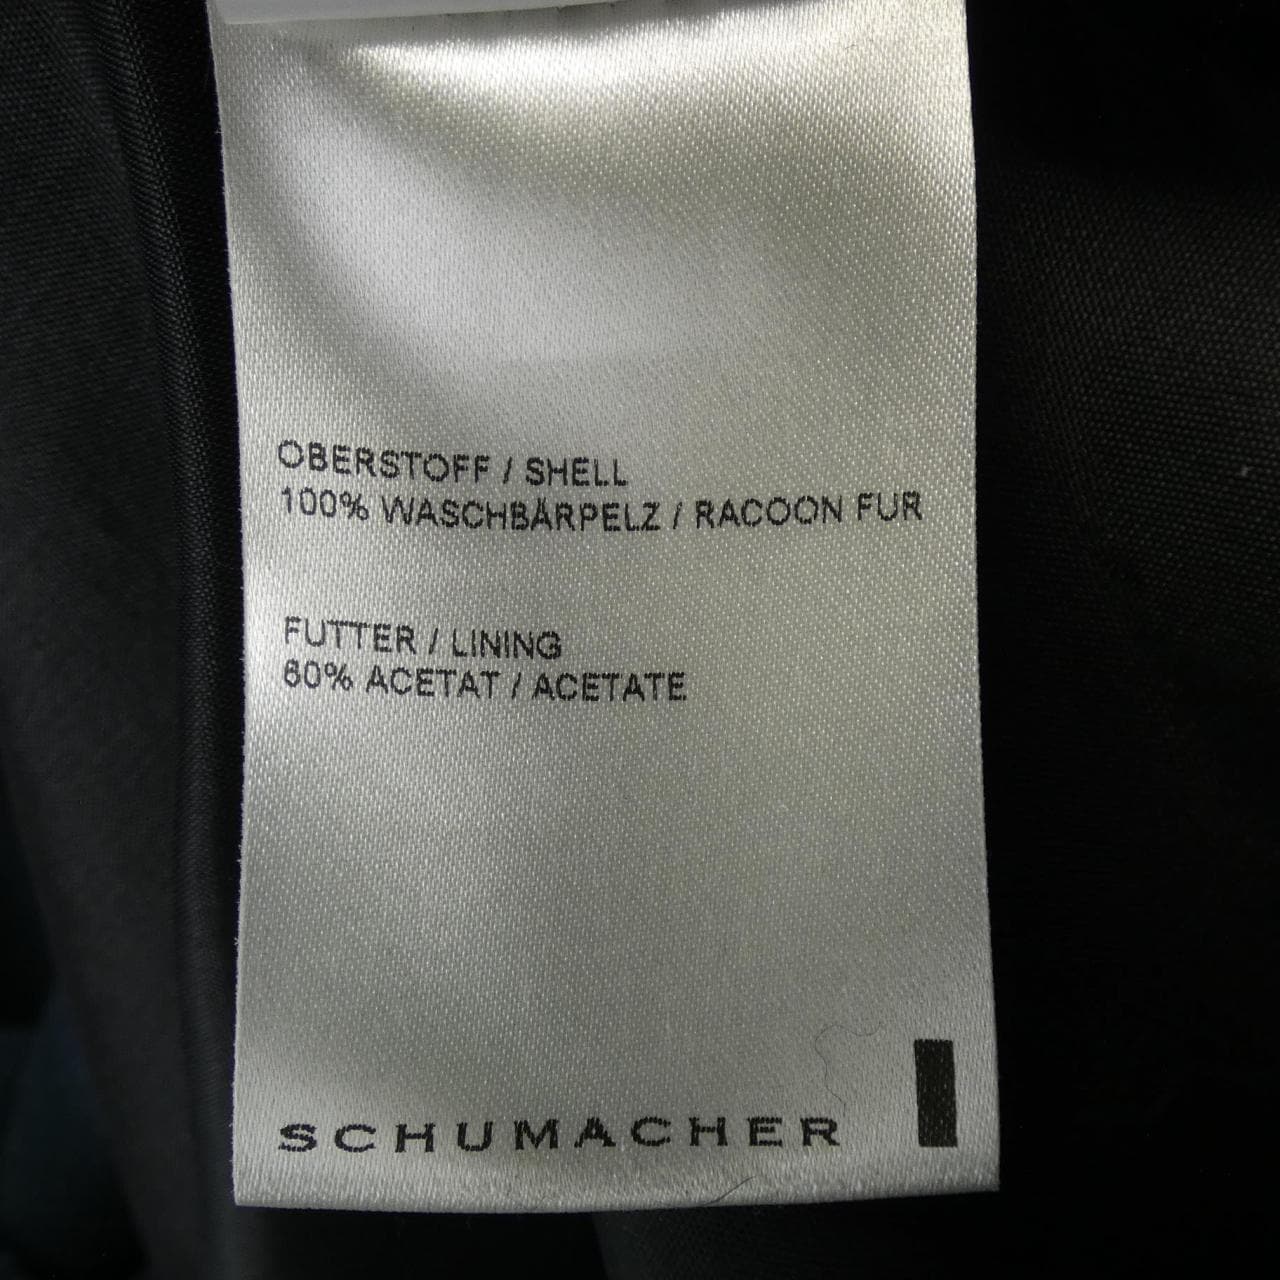 OBERSTOFF / SHELL
100% WASCHBÄRPELZ / RACOON FUR
FUTTER / LINING
60% ACETAT / ACETATE
SCHUMACHER